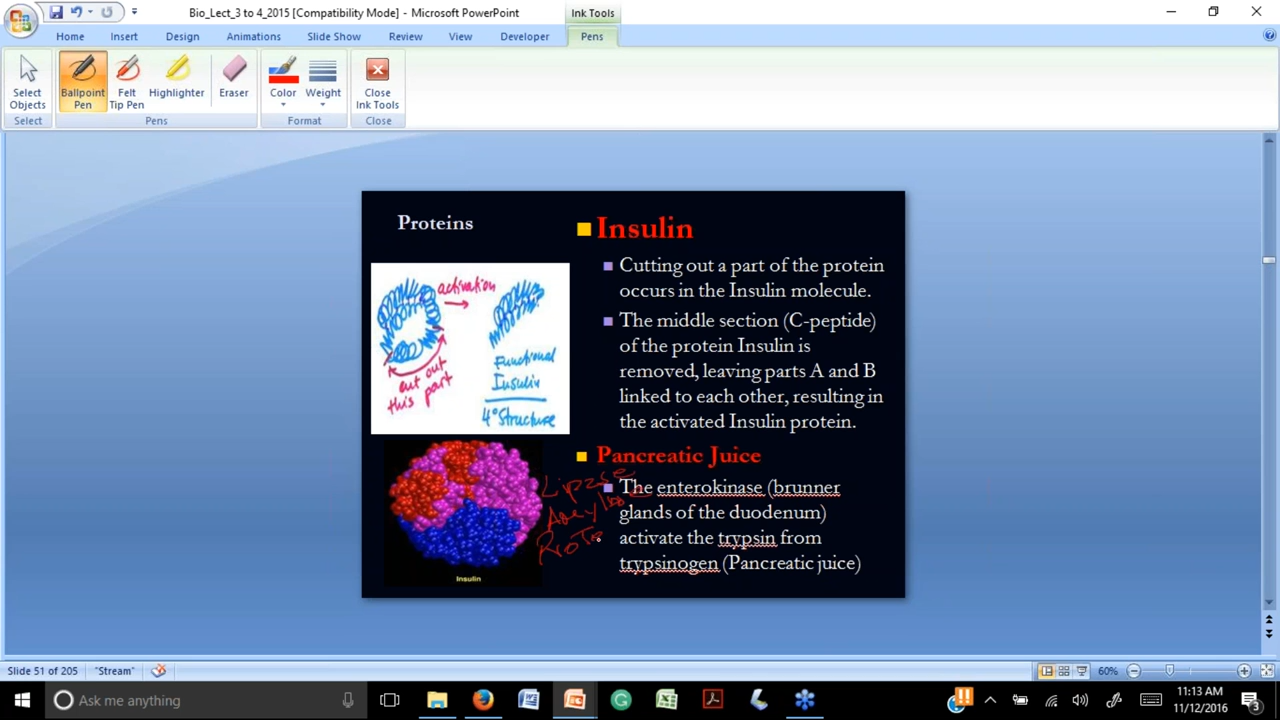 Bio_Lect_3 to 4_2015 [Compatibility Mode] - Microsoft PowerPoint
Ink Tools
Home Insert Design Animations Slide Show Review View Developer Pens
Select Objects
Ballpoint Pen
Felt Tip Pen
Highlighter
Eraser
Color
Weight
Close Ink Tools
Select Pens Format Close
Proteins
activation
cut out
this part
Functional
Insulin
4° Structure
Insulin
Insulin
Cutting out a part of the protein
occurs in the Insulin molecule.
The middle section (C-peptide)
of the protein Insulin is
removed, leaving parts A and B
linked to each other, resulting in
the activated Insulin protein.
Pancreatic Juice
The enterokinase (brunner
glands of the duodenum)
activate the trypsin from
trypsinogen (Pancreatic juice)
Lipase
Slide 51 of 205 "Stream" 60%
Ask me anything
11:13 AM
11/12/2016
3